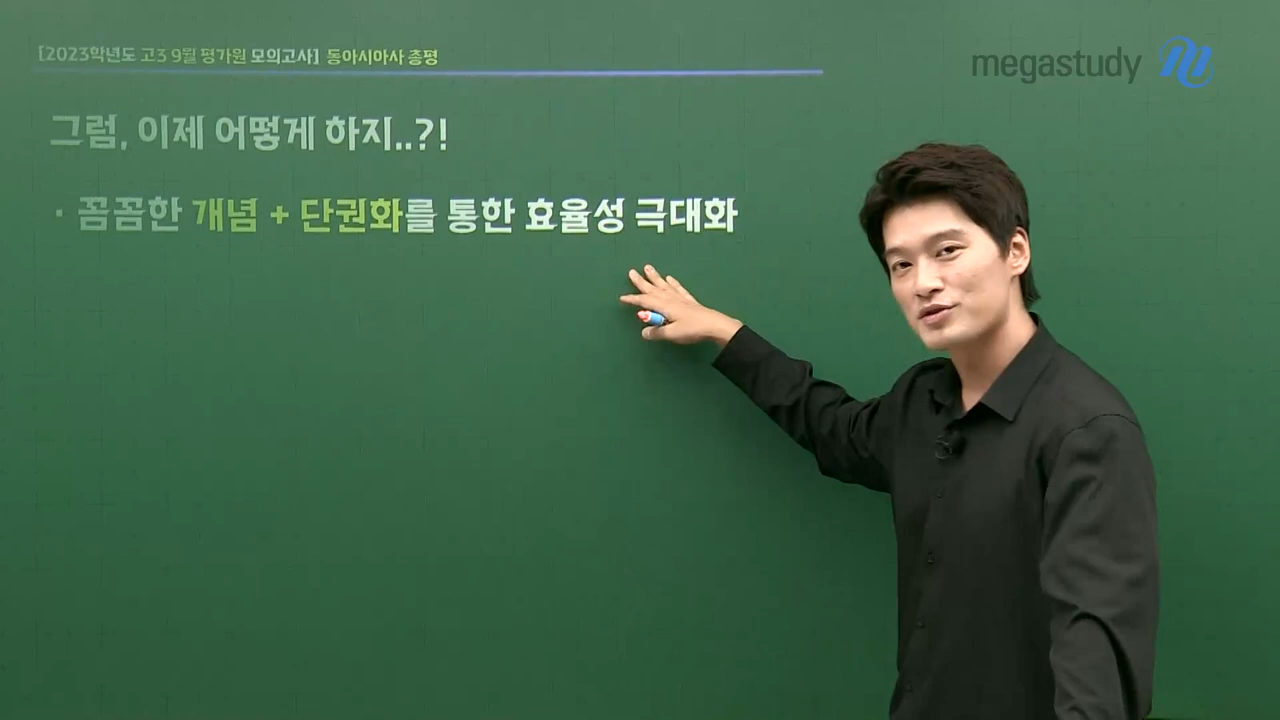 [2023학년도 고3 9월 평가원 모의고사] 동아시아사 총평
megastudy
그럼, 이제 어떻게 하지..?!
· 꼼꼼한 개념 + 단권화를 통한 효율성 극대화